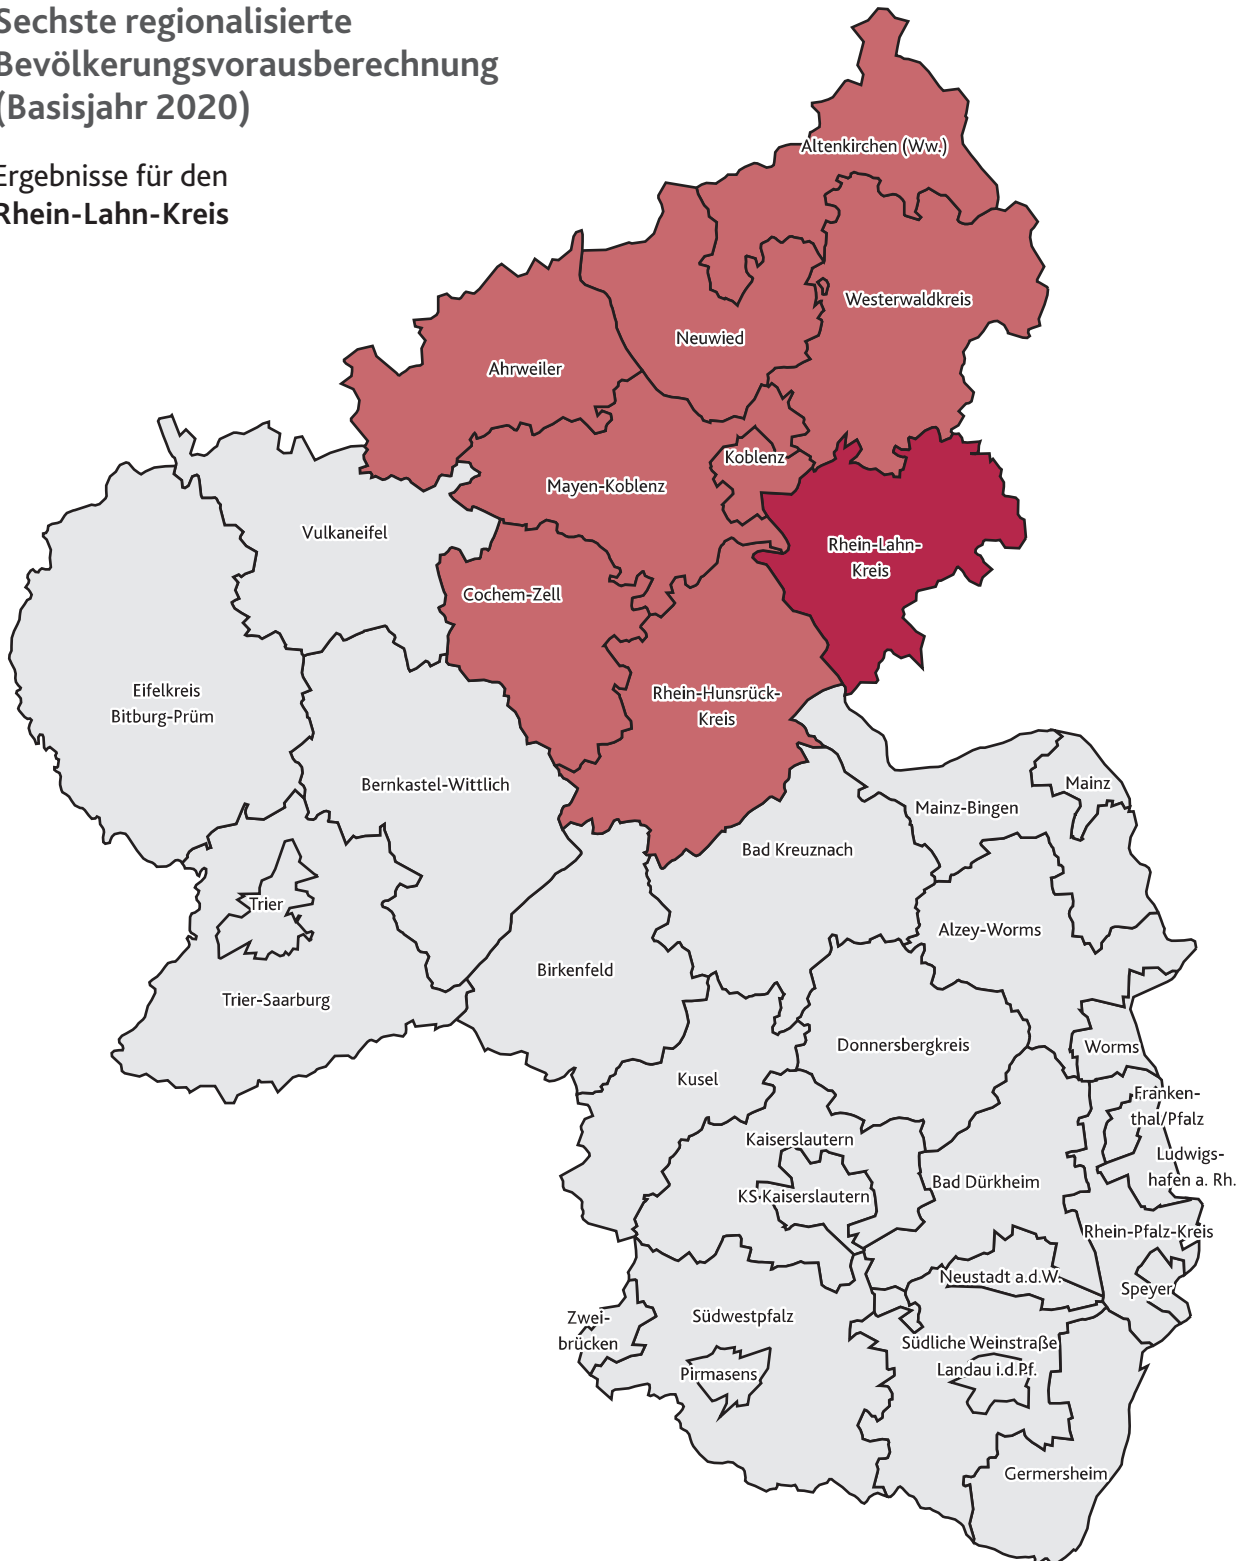 Sechste regionalisierte
Bevölkerungsvorausberechnung
(Basisjahr 2020)
Ergebnisse für den
Rhein-Lahn-Kreis
Altenkirchen (Ww.)
Westerwaldkreis
Neuwied
Ahrweiler
Koblenz
Mayen-Koblenz
Vulkaneifel
Rhein-Lahn-
Kreis
Cochem-Zell
Eifelkreis
Bitburg-Prüm
Rhein-Hunsrück-
Kreis
Bernkastel-Wittlich
Mainz
Mainz-Bingen
Bad Kreuznach
Trier
Alzey-Worms
Birkenfeld
Trier-Saarburg
Donnersbergkreis
Worms
Kusel
Franken-
thal/Pfalz
Kaiserslautern
Ludwigs-
hafen a. Rh.
Bad Dürkheim
KS Kaiserslautern
Rhein-Pfalz-Kreis
Neustadt a.d.W.
Speyer
Zwei-
brücken
Südwestpfalz
Südliche Weinstraße
Landau i.d.Pf.
Pirmasens
Germersheim